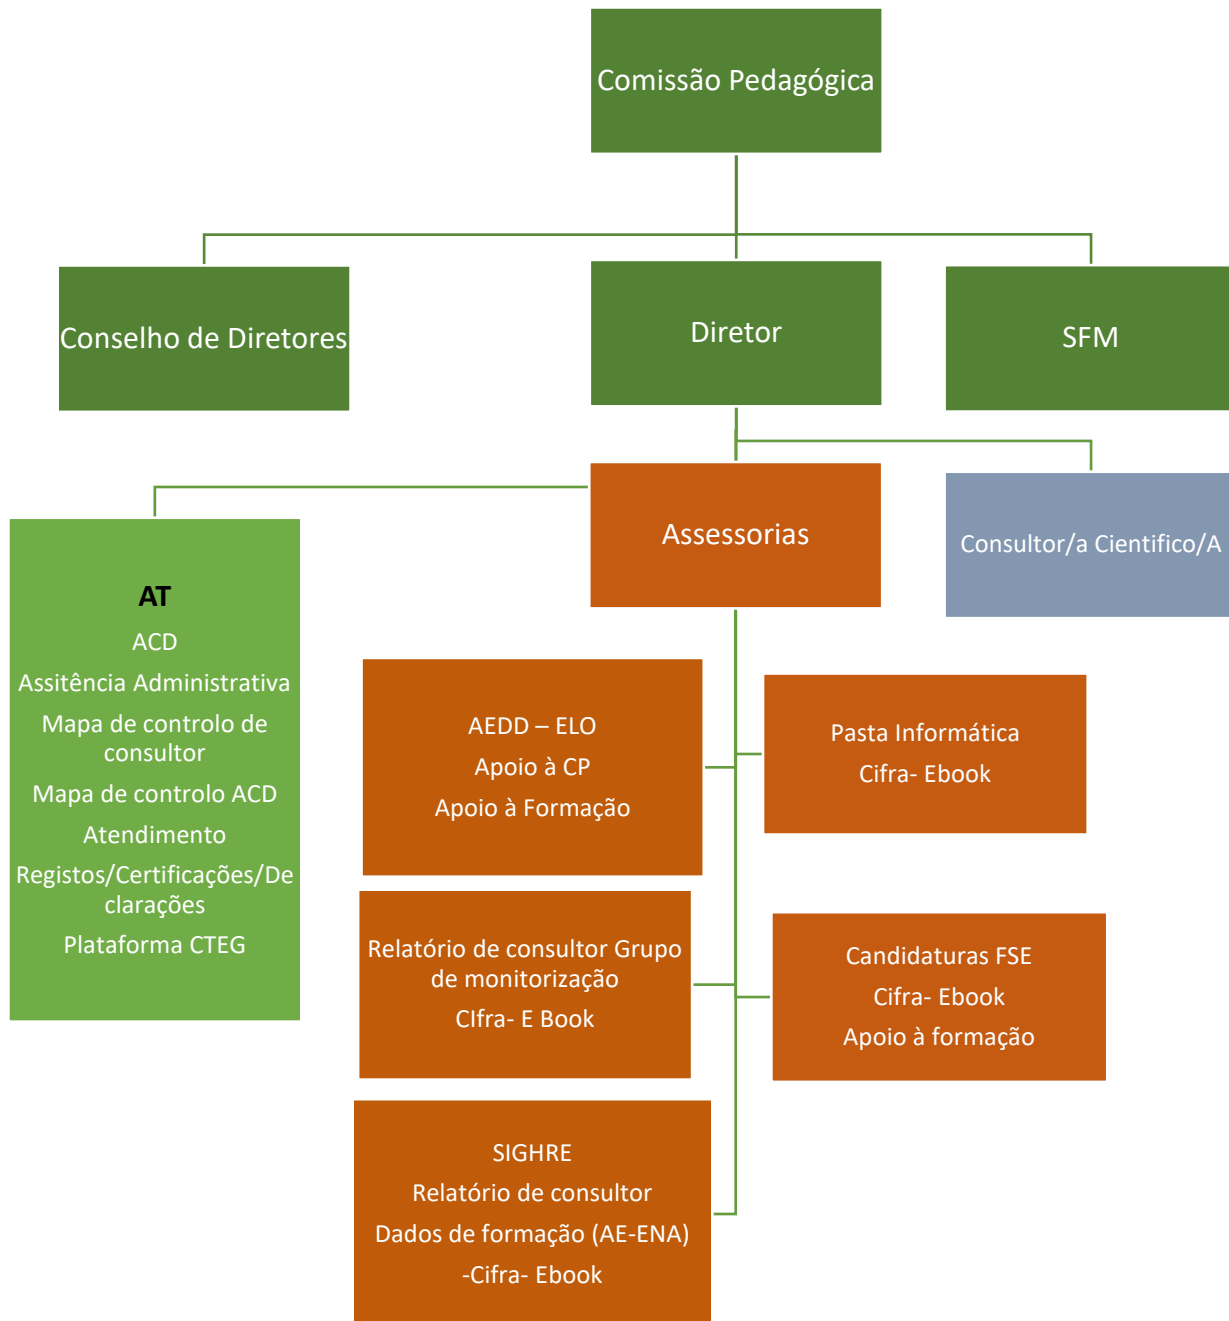 Comissão Pedagógica
Conselho de Diretores
Diretor
SFM
Assessorias
Consultor/a Cientifico/A
AT
ACD
Assitência Administrativa
Mapa de controlo de
consultor
Mapa de controlo ACD
Atendimento
Registos/Certificações/De
clarações
Plataforma CTEG
AEDD – ELO
Apoio à CP
Apoio à Formação
Pasta Informática
Cifra- Ebook
Relatório de consultor Grupo
de monitorização
CIfra- E Book
Candidaturas FSE
Cifra- Ebook
Apoio à formação
SIGHRE
Relatório de consultor
Dados de formação (AE-ENA)
-Cifra- Ebook